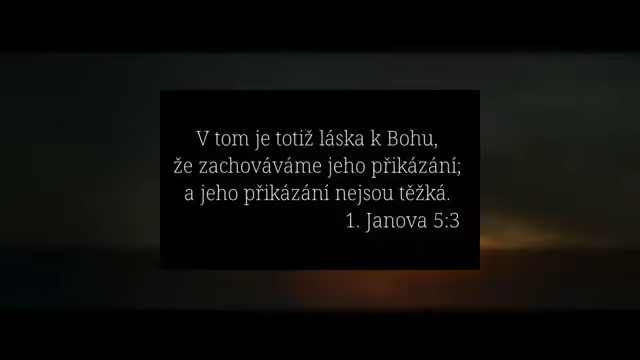 V tom je totiž láska k Bohu,
že zachováváme jeho přikázání;
a jeho přikázání nejsou těžká.
1. Janova 5:3